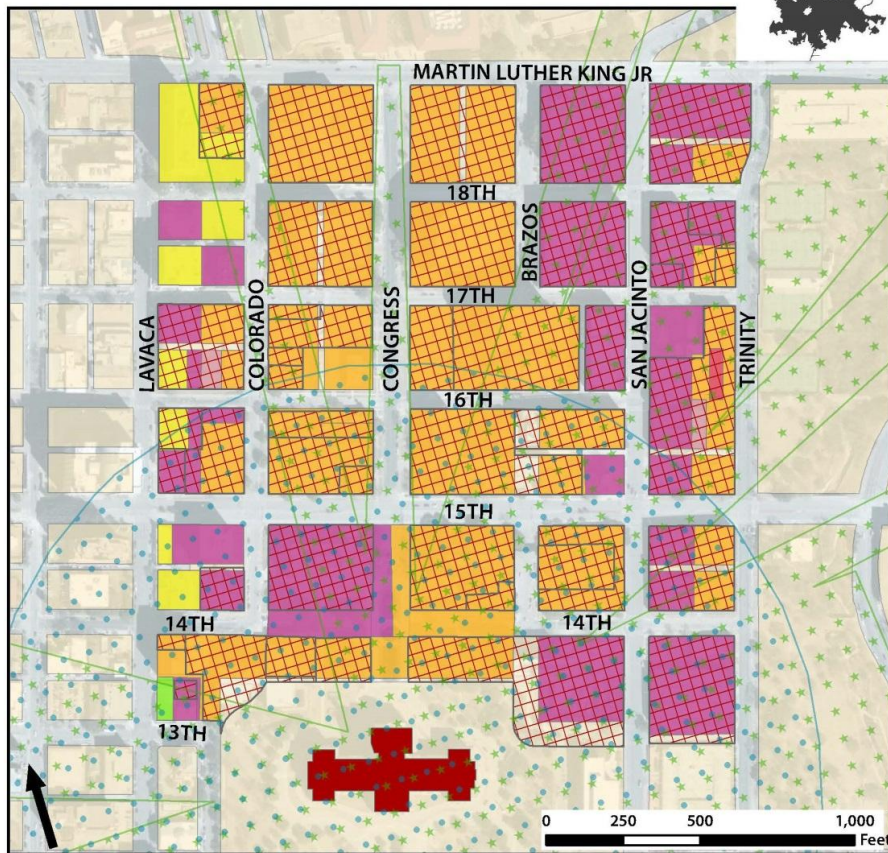 MARTIN LUTHER KING JR
18TH
BRAZOS
17TH
LAVACA
COLORADO
CONGRESS
SAN JACINTO
TRINITY
16TH
15TH
14TH
14TH
13TH
0 250 500 1,000
Feet